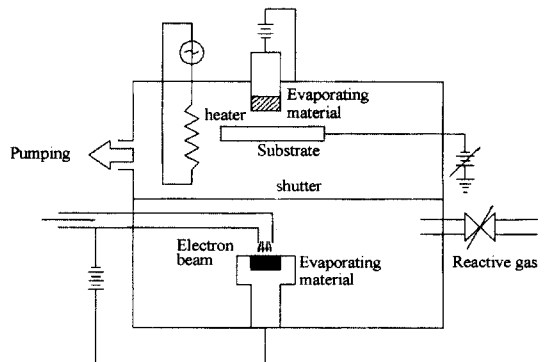 Evaporating
material
heater
Substrate
Pumping
shutter
Electron
beam
Evaporating
material
Reactive gas